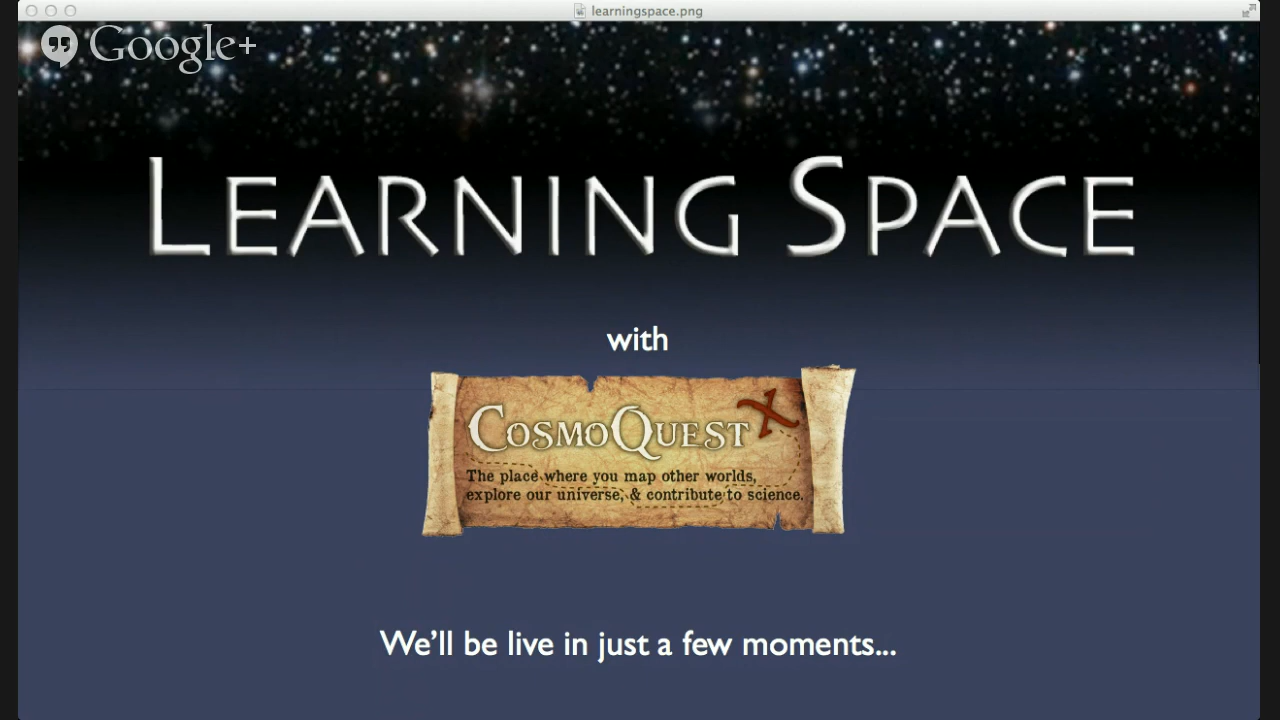 learningspace.png
Google+
LEARNING SPACE
with
COSMOQUEST X
The place where you map other worlds,
explore our universe, & contribute to science.
We'll be live in just a few moments...